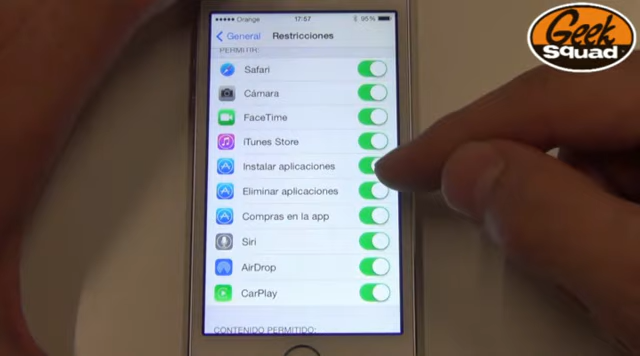 Orange 17:57 95%
General Restricciones
PERMITIR:
Safari
Cámara
FaceTime
iTunes Store
Instalar aplicaciones
Eliminar aplicaciones
Compras en la app
Siri
AirDrop
CarPlay
CONTENIDO PERMITIDO:
Geek
Squad